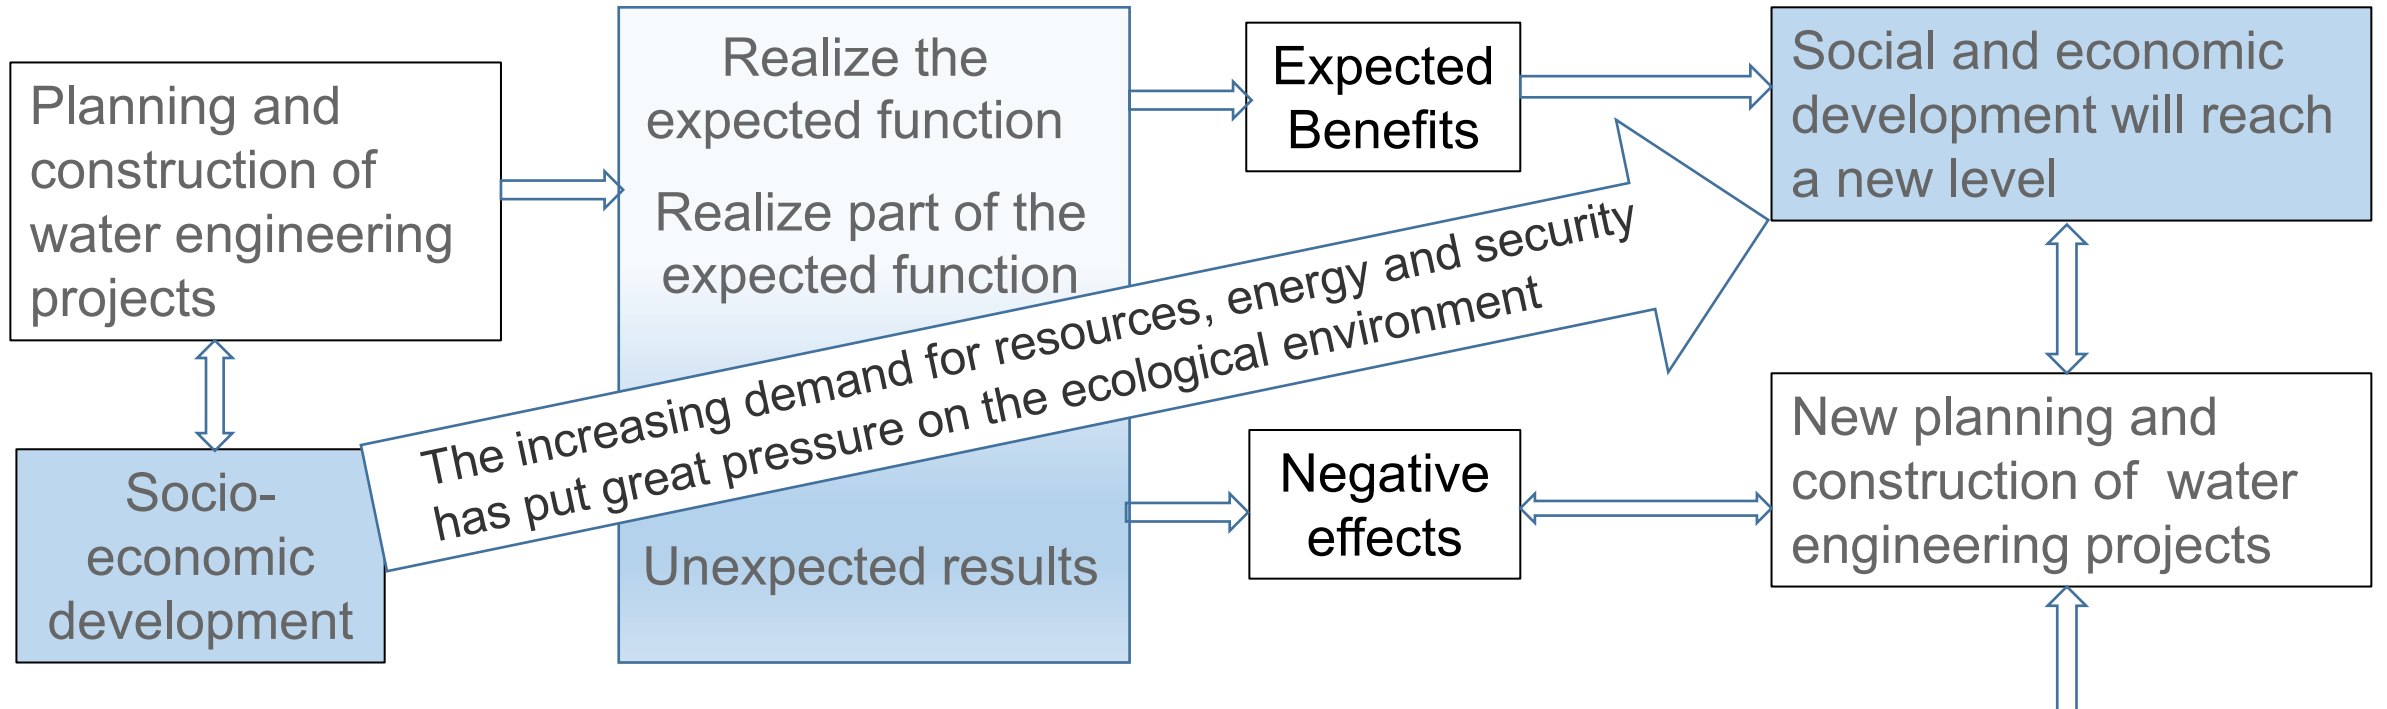 Planning and
construction of
water engineering
projects
Socio-
economic
development
Realize the
expected function
Realize part of the
expected function
Unexpected results
The increasing demand for resources, energy and security
has put great pressure on the ecological environment
Expected
Benefits
Negative
effects
Social and economic
development will reach
a new level
New planning and
construction of  water
engineering projects